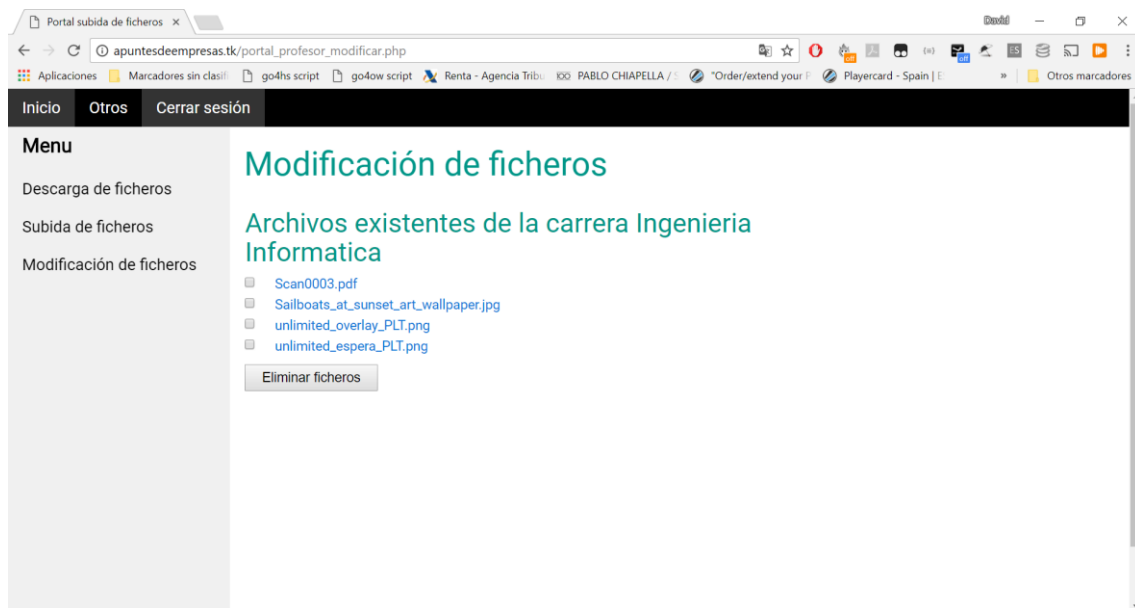 Portal subida de ficheros
David
apuntesdeempresas.tk/portal_profesor_modificar.php
Aplicaciones Marcadores sin clasifi go4hs script go4ow script Renta - Agencia Tribu PABLO CHIAPELLA / "Order/extend your Playercard - Spain | E » Otros marcadores
Inicio Otros Cerrar sesión
Menu
Descarga de ficheros
Subida de ficheros
Modificación de ficheros
Modificación de ficheros
Archivos existentes de la carrera Ingenieria
Informatica
Scan0003.pdf
Sailboats_at_sunset_art_wallpaper.jpg
unlimited_overlay_PLT.png
unlimited_espera_PLT.png
Eliminar ficheros